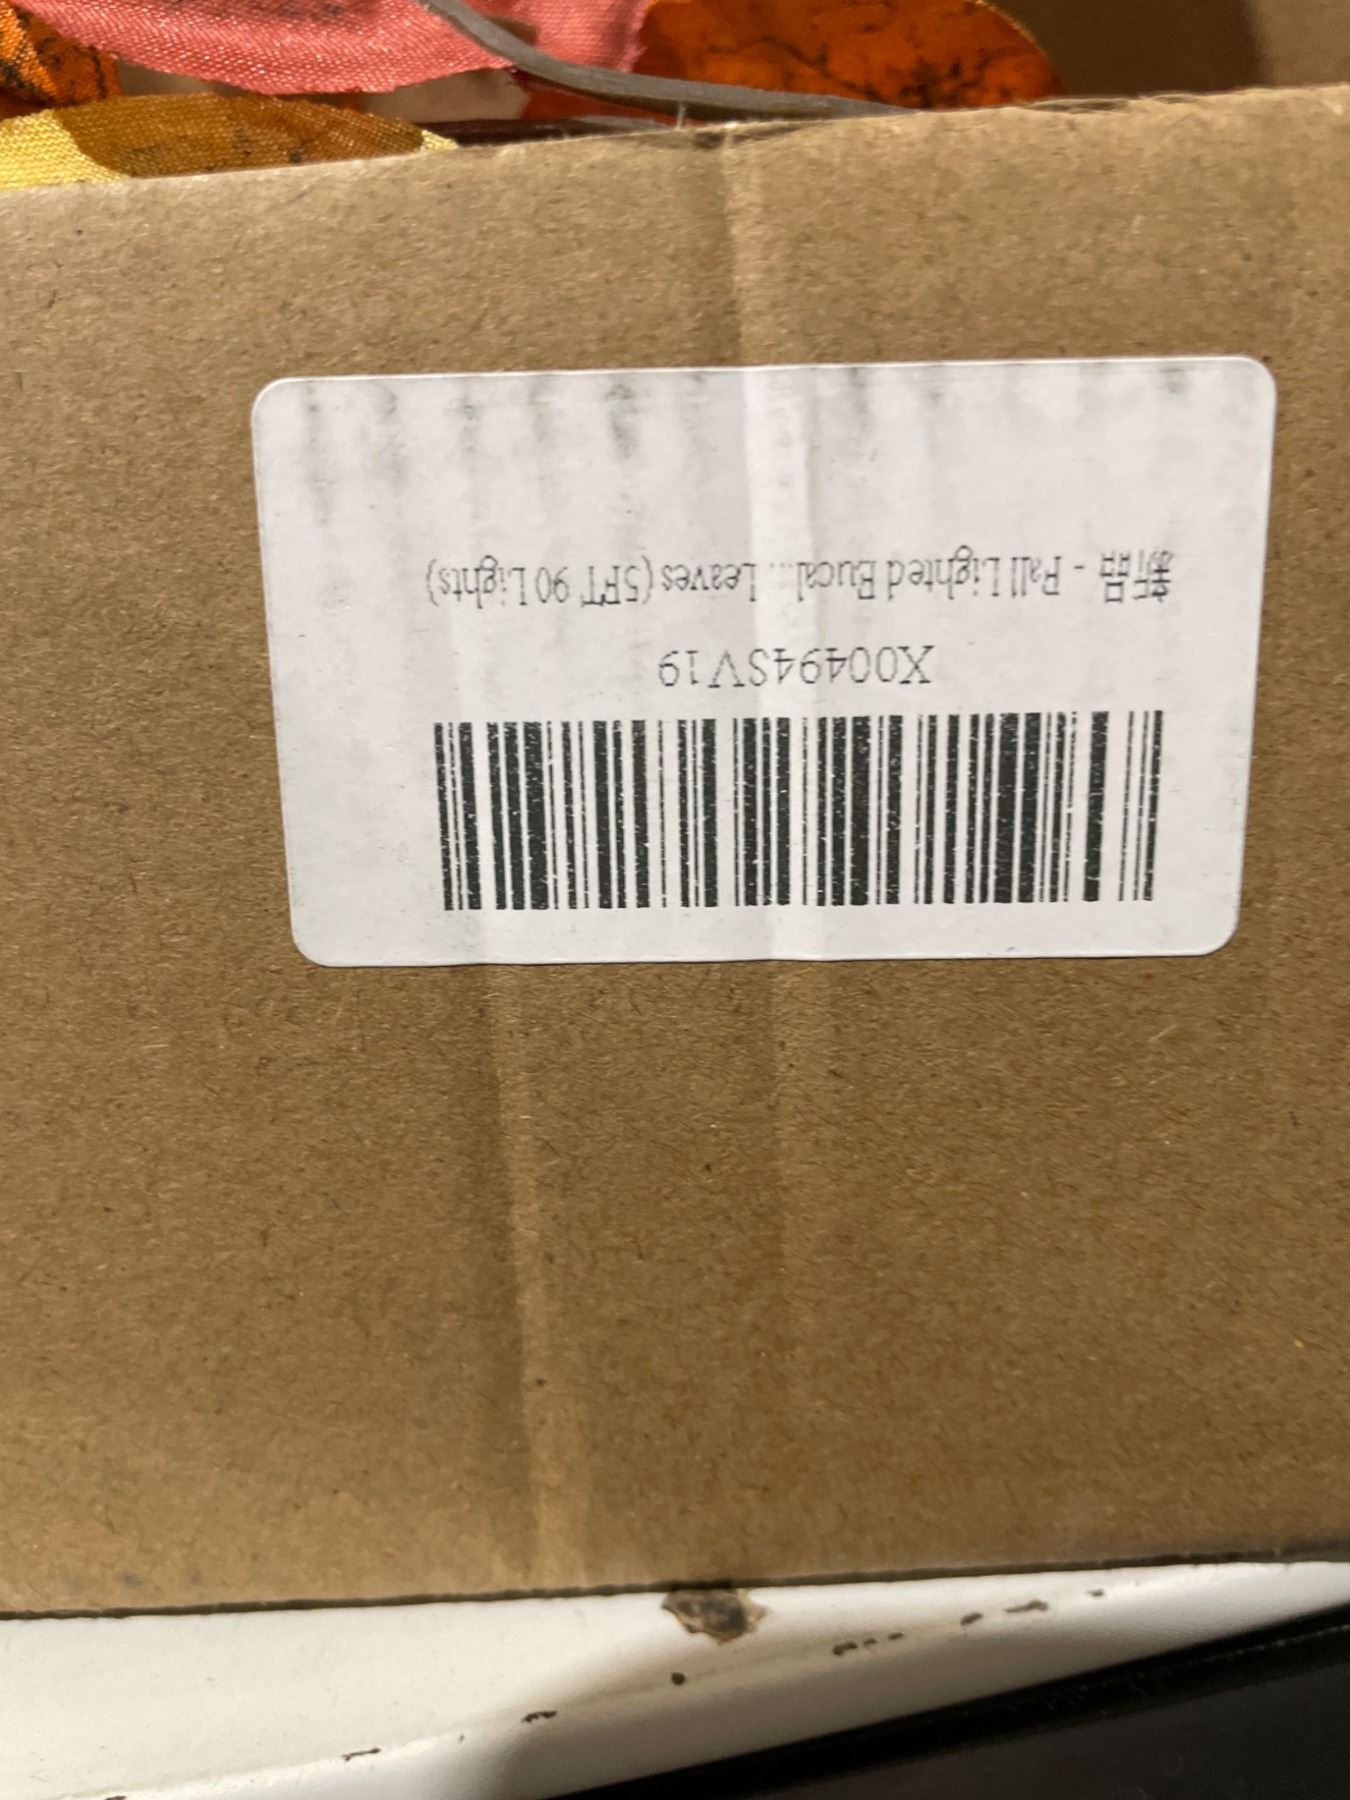 X00494SV19
新品 - Fall Lighted Eucal... Leaves (5FT 90 Lights)